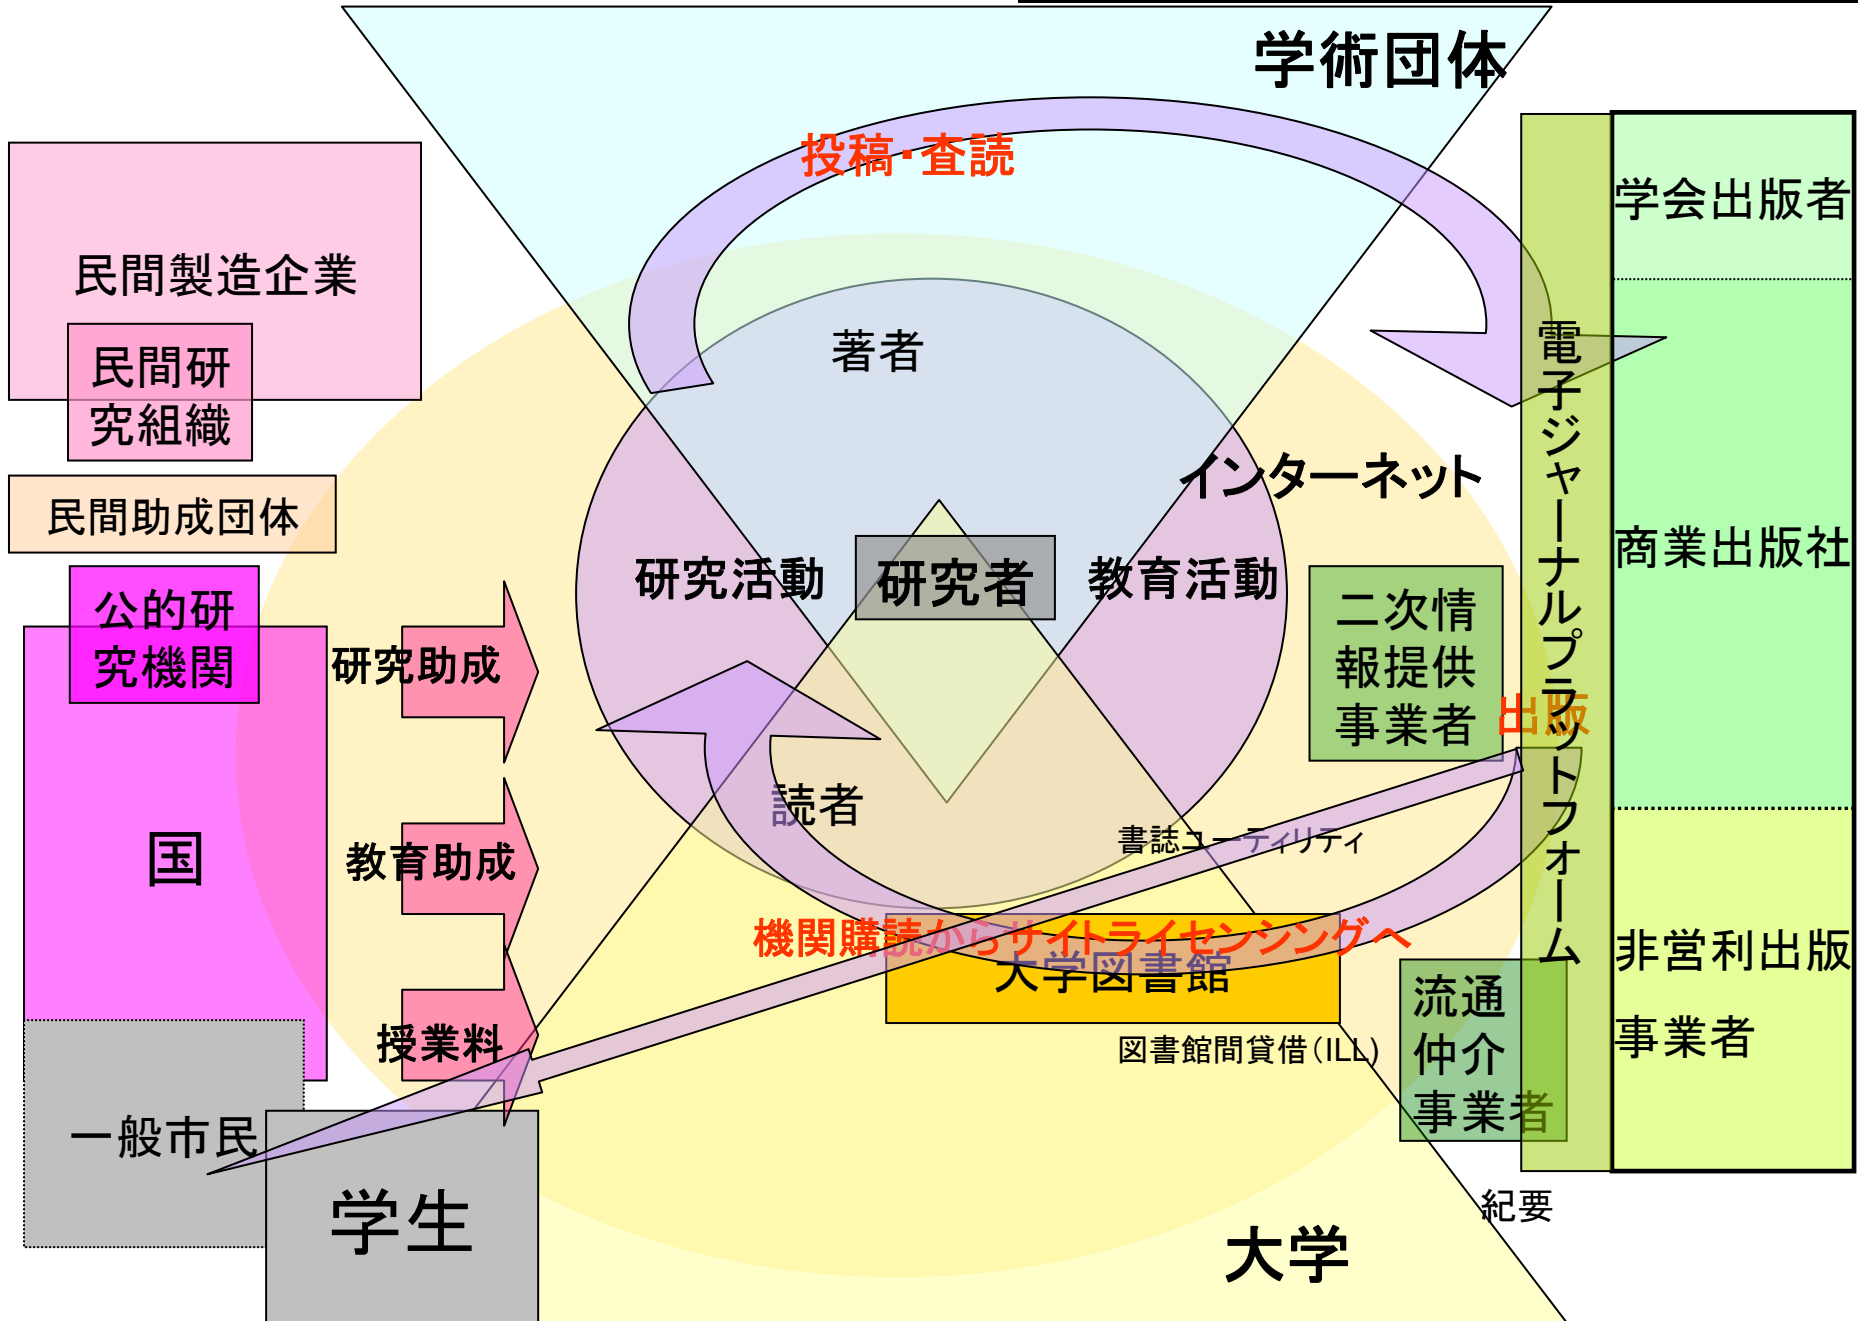 学術団体
投稿・査読
学会出版者
民間製造企業
著者
民間研
究組織
電子ジャーナルプラットフォーム
インターネット
民間助成団体
商業出版社
研究活動
研究者
教育活動
公的研
究機関
二次情
報提供
事業者
研究助成
出版
読者
書誌ユーティリティ
国
教育助成
機関購読からサイトライセンシングへ
大学図書館
非営利出版
事業者
流通
仲介
事業者
授業料
図書館間貸借(ILL)
一般市民
学生
紀要
大学